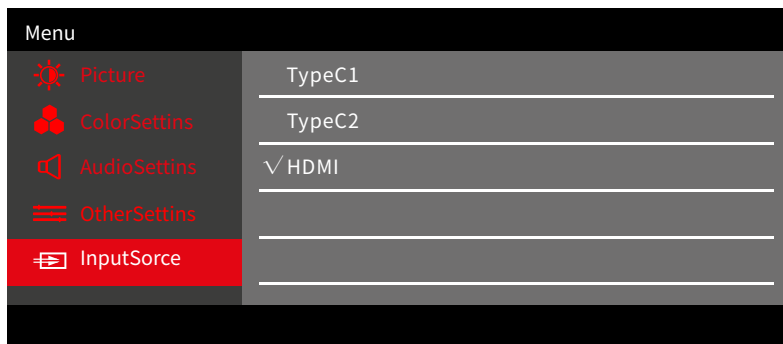 Menu
Picture
ColorSettins
AudioSettins
OtherSettins
InputSorce
TypeC1
TypeC2
√HDMI